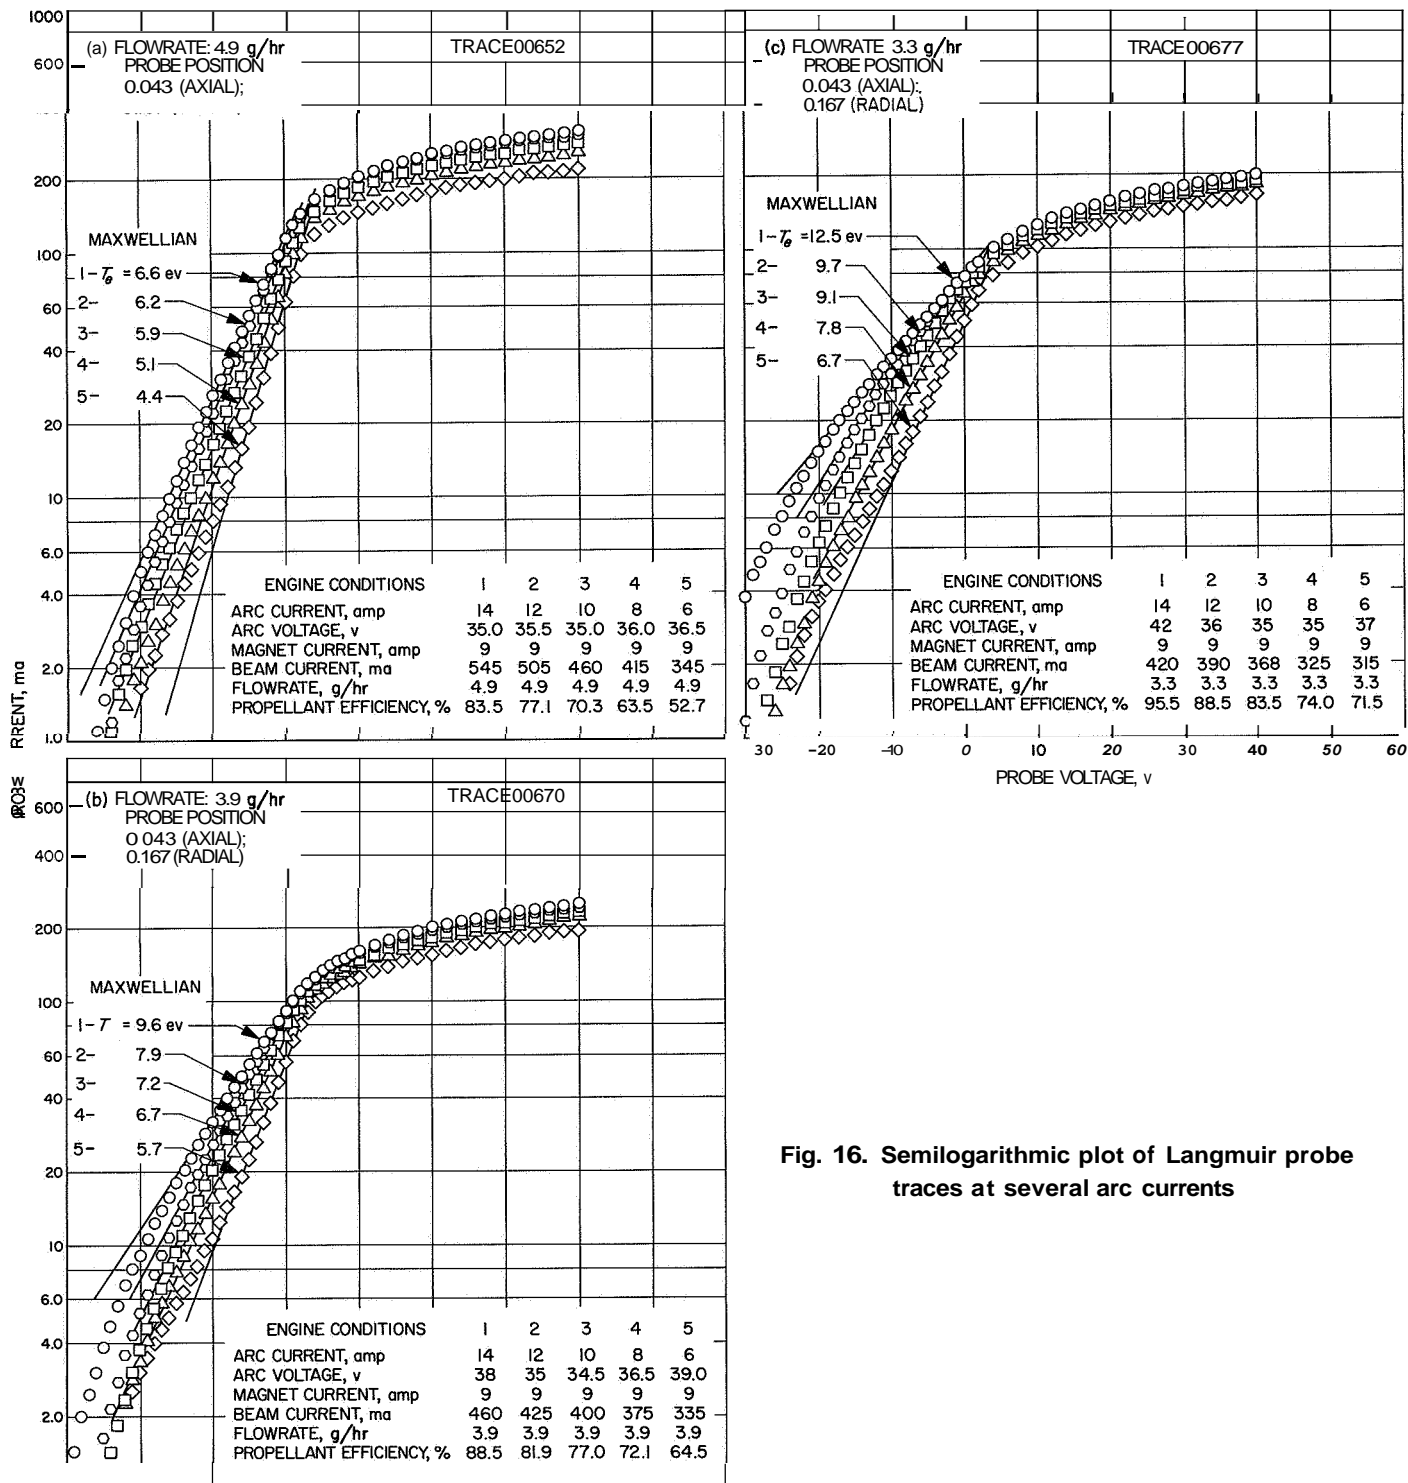 1000
600
200
100
60
40
20
10
6.0
4.0
2.0
1.0
RRENT, ma
(a) FLOWRATE: 4.9 g/hr
TRACE00652
PROBE POSITION
0.043 (AXIAL);
MAXWELLIAN
1-Te = 6.6 ev
2- 6.2
3- 5.9
4- 5.1
5- 4.4
ENGINE CONDITIONS 1 2 3 4 5
ARC CURRENT, amp 14 12 10 8 6
ARC VOLTAGE, v 35.0 35.5 35.0 36.0 36.5
MAGNET CURRENT, amp 9 9 9 9 9
BEAM CURRENT, ma 545 505 460 415 345
FLOWRATE, g/hr 4.9 4.9 4.9 4.9 4.9
PROPELLANT EFFICIENCY, % 83.5 77.1 70.3 63.5 52.7
(c) FLOWRATE 3.3 g/hr
TRACE00677
PROBE POSITION
0.043 (AXIAL);
0.167 (RADIAL)
MAXWELLIAN
1-Te =12.5 ev
2- 9.7
3- 9.1
4- 7.8
5- 6.7
ENGINE CONDITIONS 1 2 3 4 5
ARC CURRENT, amp 14 12 10 8 6
ARC VOLTAGE, v 42 36 35 35 37
MAGNET CURRENT, amp 9 9 9 9 9
BEAM CURRENT, ma 420 390 368 325 315
FLOWRATE, g/hr 3.3 3.3 3.3 3.3 3.3
PROPELLANT EFFICIENCY, % 95.5 88.5 83.5 74.0 71.5
30 -20 -10 0 10 20 30 40 50 60
PROBE VOLTAGE, v
600
400
200
100
60
40
20
10
6.0
4.0
2.0
(b) FLOWRATE: 3.9 g/hr
TRACE00670
PROBE POSITION
0 043 (AXIAL);
0.167 (RADIAL)
MAXWELLIAN
1-T = 9.6 ev
2- 7.9
3- 7.2
4- 6.7
5- 5.7
ENGINE CONDITIONS 1 2 3 4 5
ARC CURRENT, amp 14 12 10 8 6
ARC VOLTAGE, v 38 35 34.5 36.5 39.0
MAGNET CURRENT, amp 9 9 9 9 9
BEAM CURRENT, ma 460 425 400 375 335
FLOWRATE, g/hr 3.9 3.9 3.9 3.9 3.9
PROPELLANT EFFICIENCY, % 88.5 81.9 77.0 72.1 64.5
Fig. 16. Semilogarithmic plot of Langmuir probe
traces at several arc currents